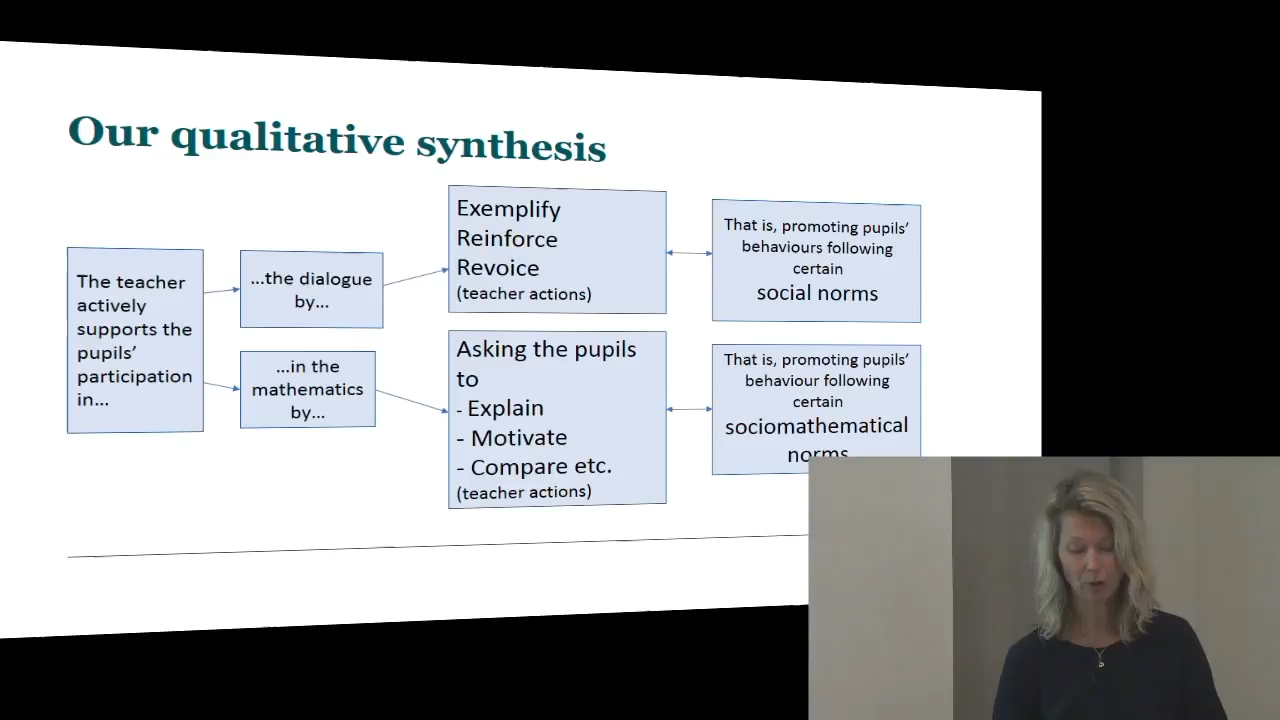 Our qualitative synthesis
The teacher
actively
supports the
pupils'
participation
in...
...the dialogue
by...
...in the
mathematics
by...
Exemplify
Reinforce
Revoice
(teacher actions)
Asking the pupils
to
- Explain
- Motivate
- Compare etc.
(teacher actions)
That is, promoting pupils'
behaviours following
certain
social norms
That is, promoting pupils'
behaviour following
certain
sociomathematical
norms